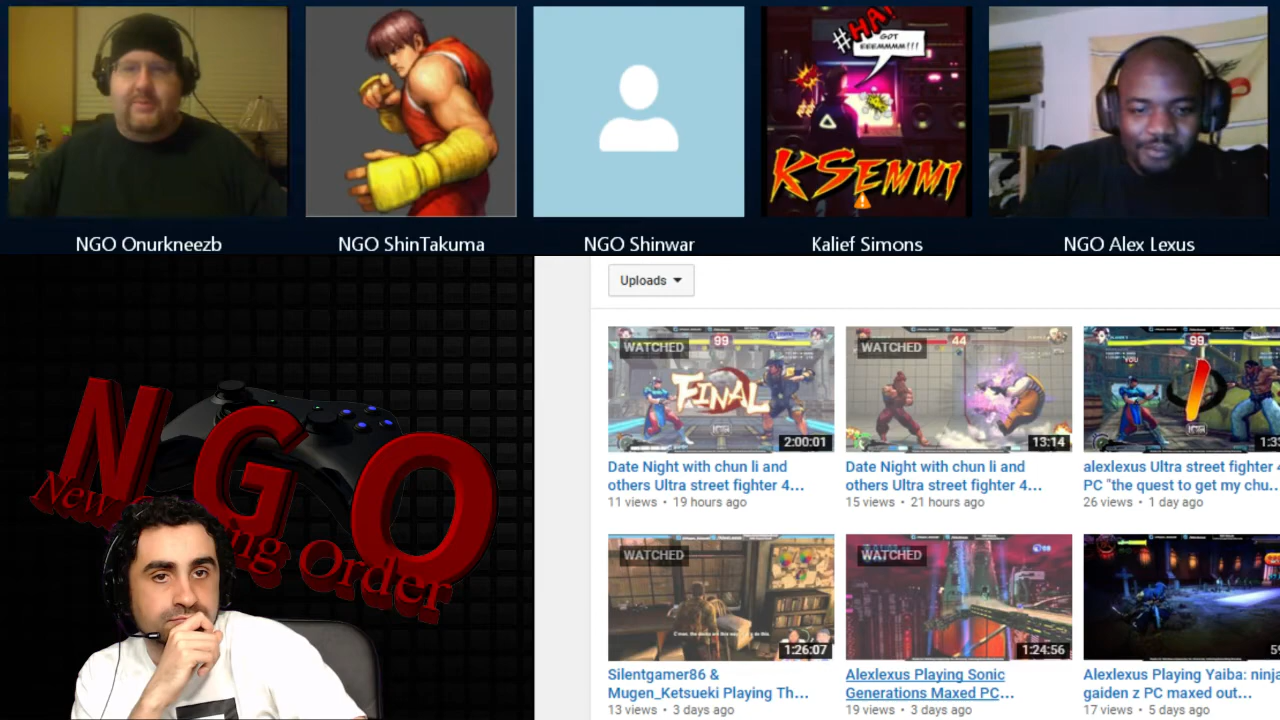 #HA!
GOT
EEEMMMM!!!
KSEMMI
NGO Onurkneezb
NGO ShinTakuma
NGO Shinwar
Kalief Simons
NGO Alex Lexus
Uploads
NGO
New Gaming Order
WATCHED
99
FINAL
2:00:01
WATCHED
44
13:14
99
YOU
1:33
Date Night with chun li and
others Ultra street fighter 4...
11 views • 19 hours ago
Date Night with chun li and
others Ultra street fighter 4...
15 views • 21 hours ago
alexlexus Ultra street fighter 4
PC "the quest to get my chu...
26 views • 1 day ago
WATCHED
1:26:07
WATCHED
1:24:56
Silentgamer86 &
Mugen_Ketsueki Playing Th...
13 views • 3 days ago
Alexlexus Playing Sonic
Generations Maxed PC...
19 views • 3 days ago
AlexLexus Playing Yaiba: ninja
gaiden z PC maxed out...
17 views • 5 days ago